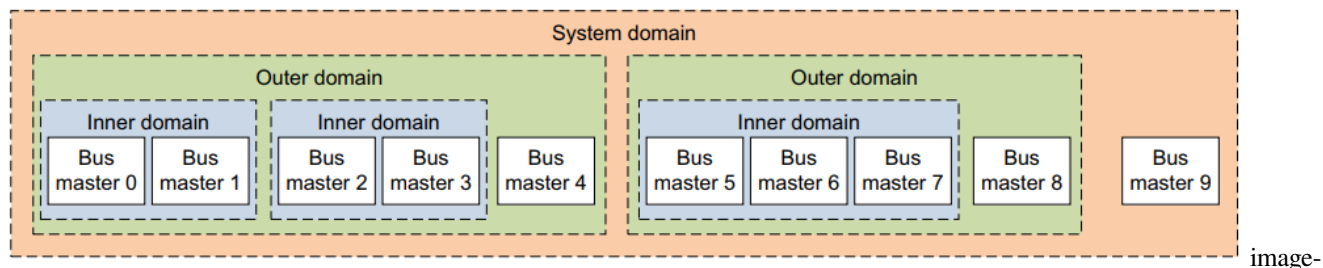 System domain
Outer domain Outer domain
Inner domain Inner domain Inner domain
Bus Bus Bus Bus Bus Bus Bus Bus Bus Bus
master 0 master 1 master 2 master 3 master 4 master 5 master 6 master 7 master 8 master 9
image-